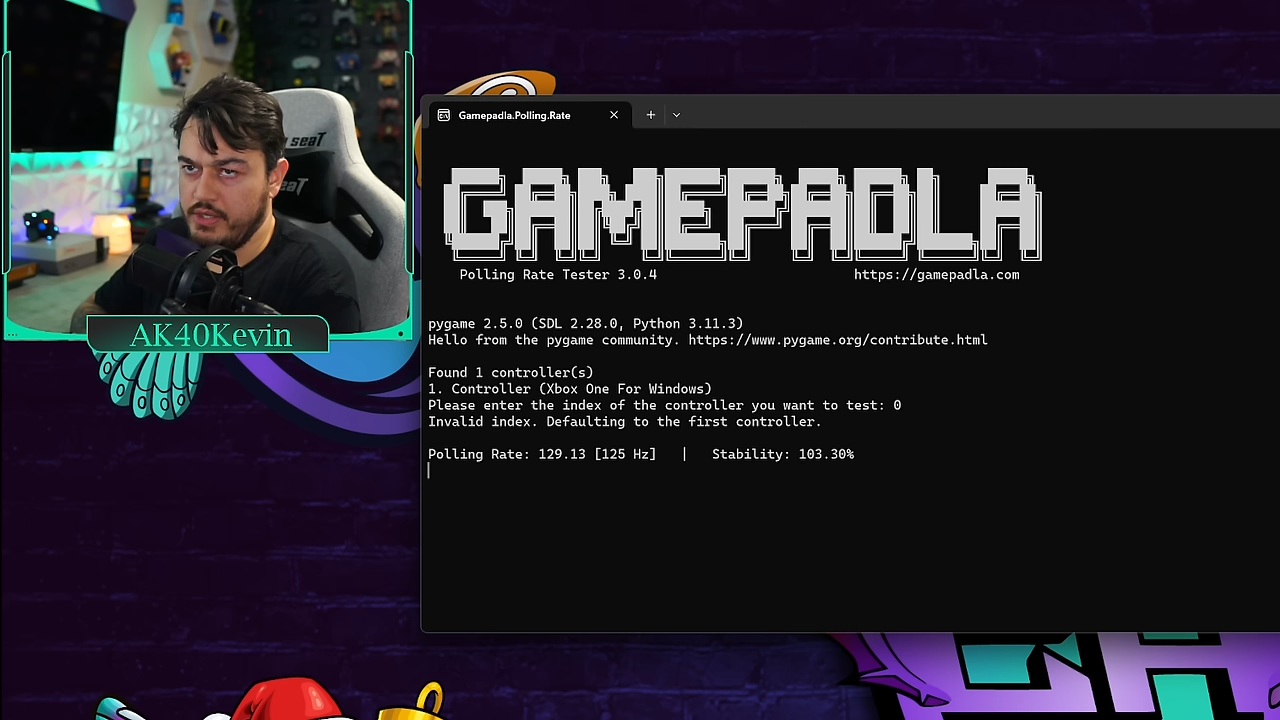 seaT
eaT
AK40Kevin
Gamepadla.Polling.Rate
GAMEPADLA
Polling Rate Tester 3.0.4 https://gamepadla.com
pygame 2.5.0 (SDL 2.28.0, Python 3.11.3)
Hello from the pygame community. https://www.pygame.org/contribute.html
Found 1 controller(s)
1. Controller (Xbox One For Windows)
Please enter the index of the controller you want to test: 0
Invalid index. Defaulting to the first controller.
Polling Rate: 129.13 [125 Hz] | Stability: 103.30%